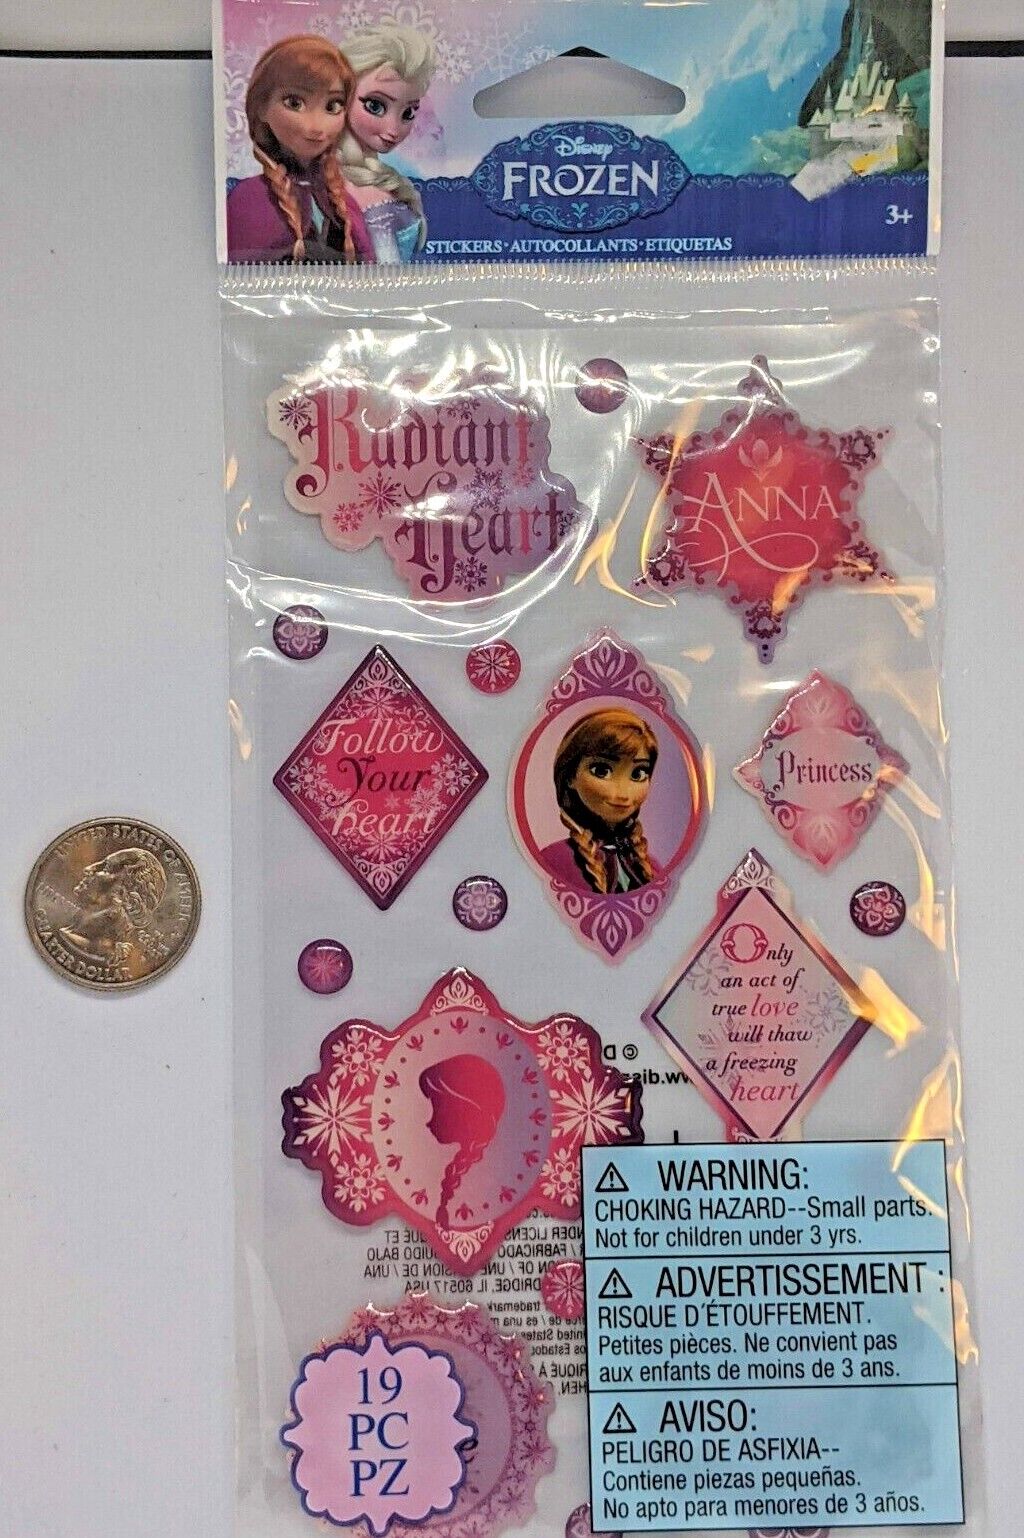 Disney
FROZEN
3+
STICKERS • AUTOCOLLANTS • ETIQUETAS
Radiant
Heart
ANNA
Follow
Your
heart
Princess
Only
an act of
true love
will thaw
a freezing
heart
UNITED STATES OF AMERICA
QUARTER DOLLAR
©
⚠ WARNING:
CHOKING HAZARD--Small parts.
Not for children under 3 yrs.
⚠ ADVERTISSEMENT :
RISQUE D'ÉTOUFFEMENT.
Petites pièces. Ne convient pas
aux enfants de moins de 3 ans.
⚠ AVISO:
PELIGRO DE ASFIXIA--
Contiene piezas pequeñas.
No apto para menores de 3 años.
19
PC
PZ